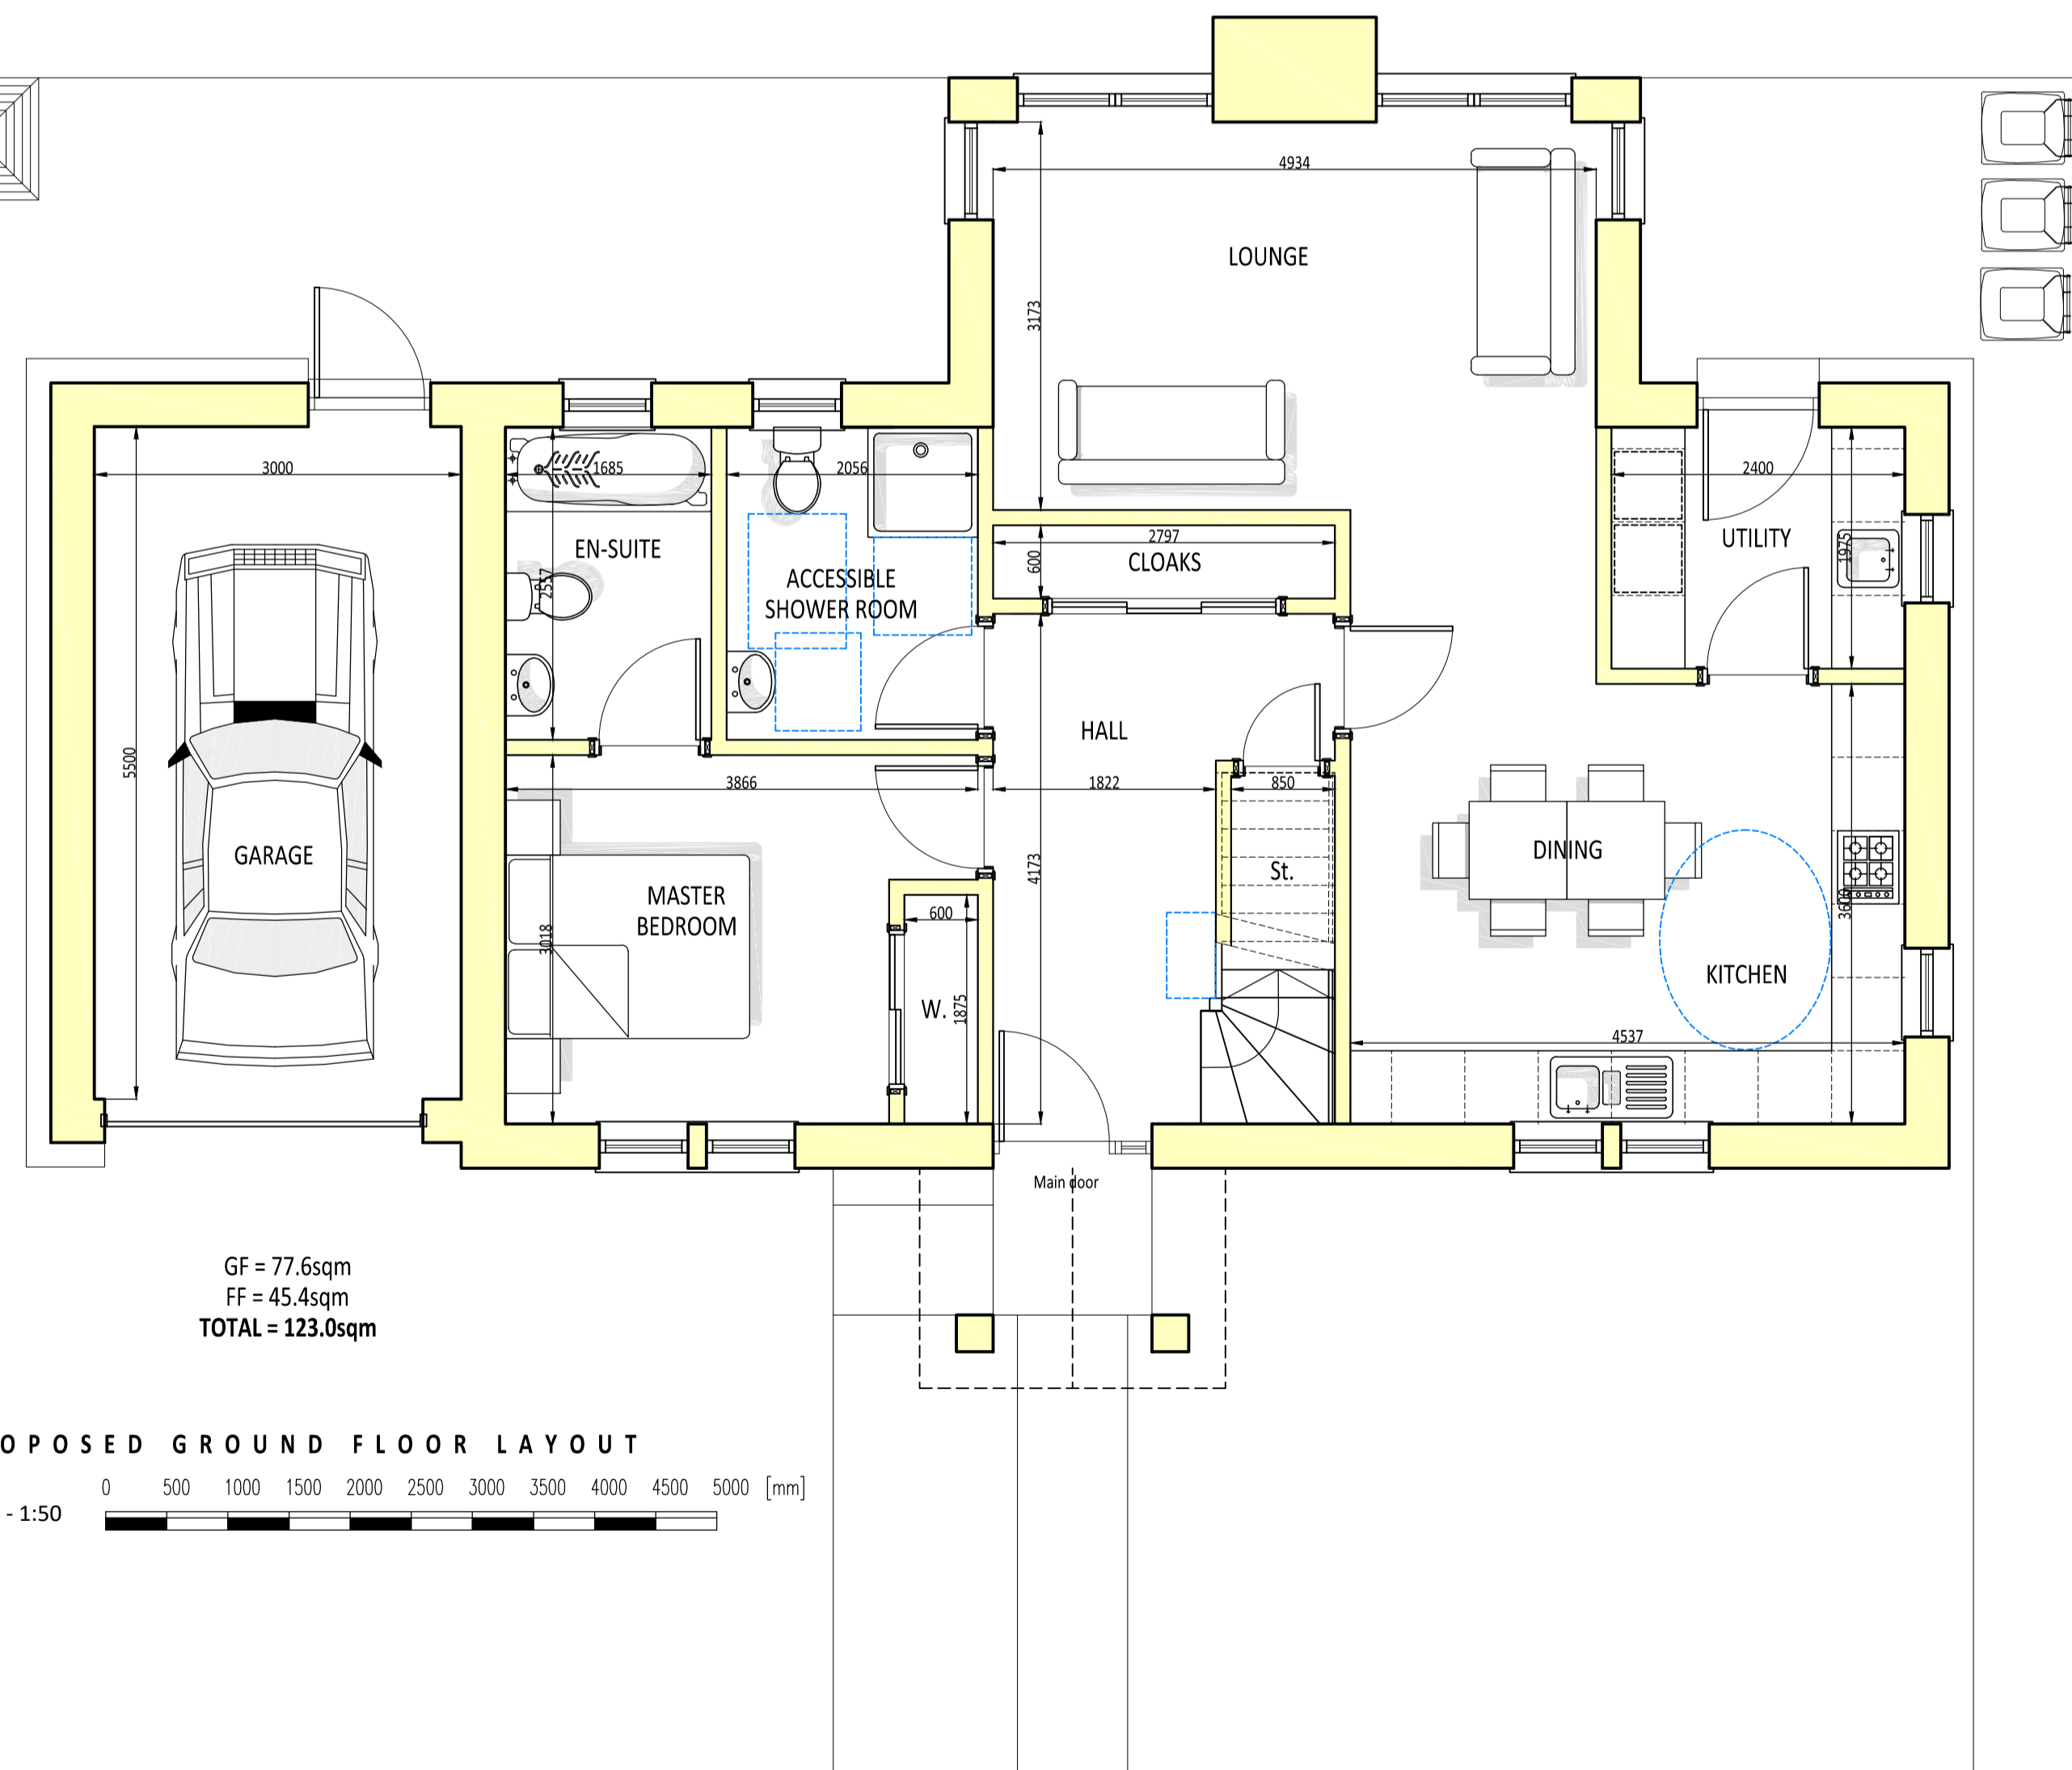 4934
LOUNGE
3173
3000
1685
2056
2400
2797
CLOAKS
600
UTILITY
1975
EN-SUITE
2557
ACCESSIBLE
SHOWER ROOM
HALL
5500
3866
1822
850
GARAGE
DINING
4173
St.
MASTER
BEDROOM
600
3600
3018
KITCHEN
W.
1875
4537
Main door
GF = 77.6sqm
FF = 45.4sqm
TOTAL = 123.0sqm
OPOSED GROUND FLOOR LAYOUT
0 500 1000 1500 2000 2500 3000 3500 4000 4500 5000 [mm]
- 1:50